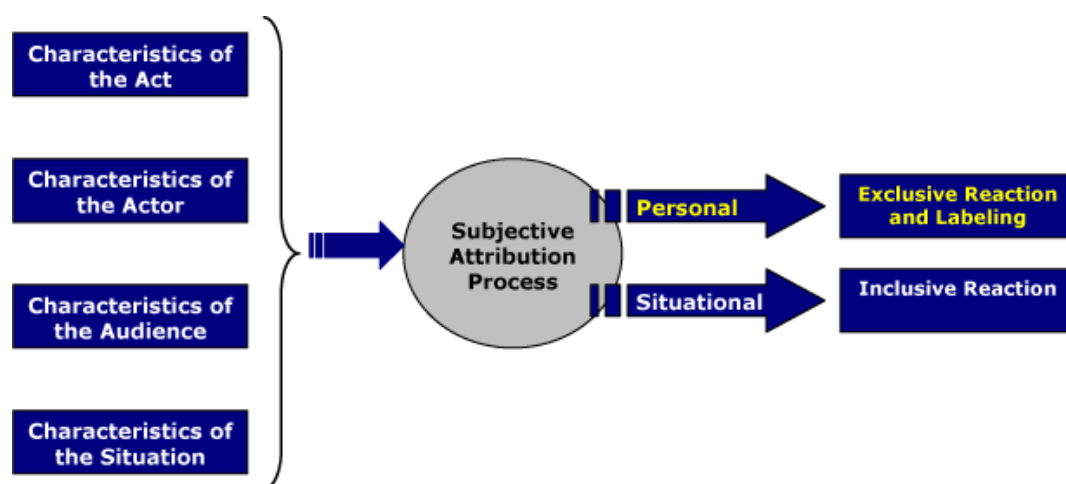 Characteristics of
the Act
Characteristics of
the Actor
Characteristics of
the Audience
Characteristics of
the Situation
Subjective
Attribution
Process
Personal
Situational
Exclusive Reaction
and Labeling
Inclusive Reaction